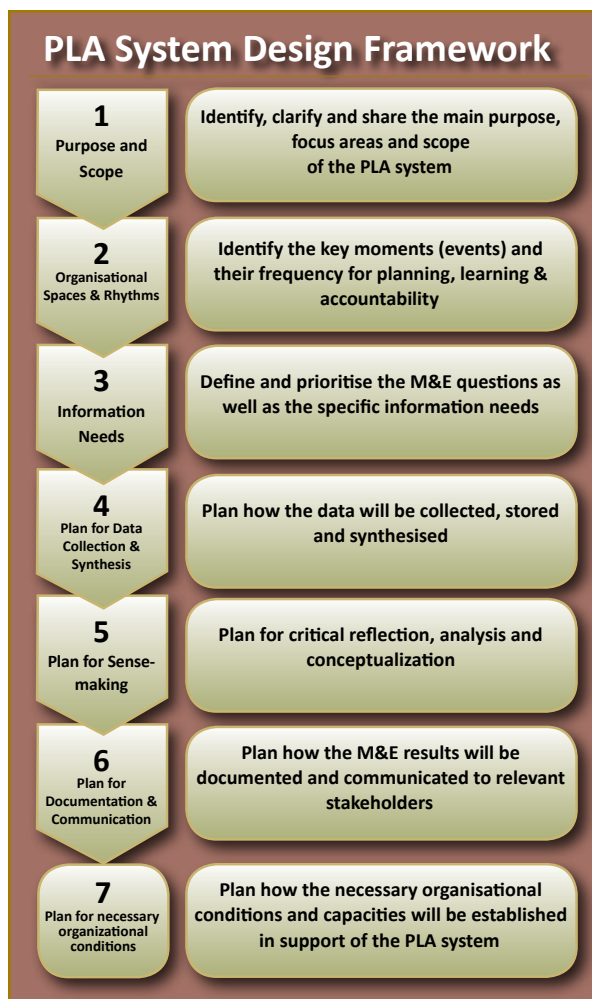 PLA System Design Framework
1
Purpose and
Scope
Identify, clarify and share the main purpose,
focus areas and scope
of the PLA system
2
Organisational
Spaces & Rhythms
Identify the key moments (events) and
their frequency for planning, learning &
accountability
3
Information
Needs
Define and prioritise the M&E questions as
well as the specific information needs
4
Plan for Data
Collection &
Synthesis
Plan how the data will be collected, stored
and synthesised
5
Plan for Sense-
making
Plan for critical reflection, analysis and
conceptualization
6
Plan for
Documentation &
Communication
Plan how the M&E results will be
documented and communicated to relevant
stakeholders
7
Plan for necessary
organizational
conditions
Plan how the necessary organisational
conditions and capacities will be established
in support of the PLA system